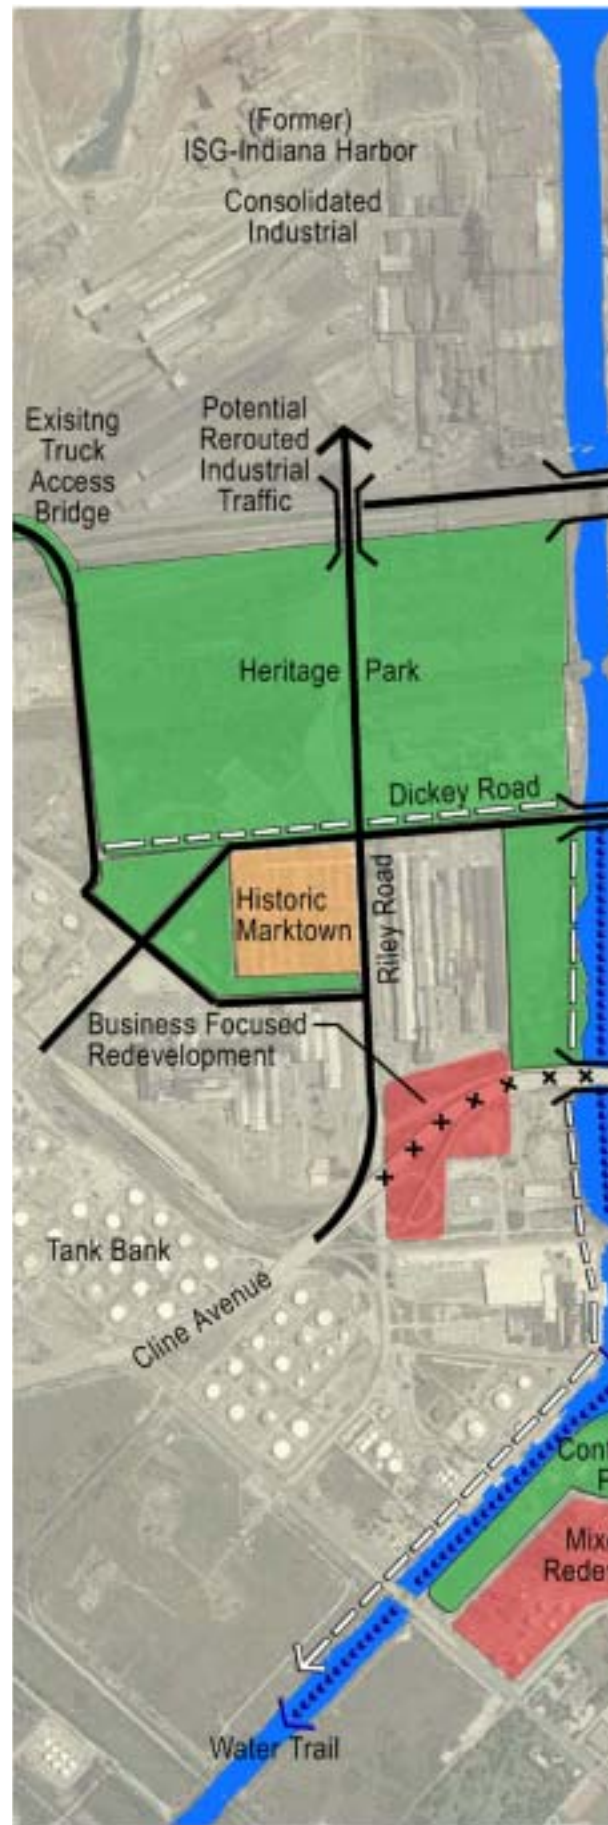 (Former)
ISG-Indiana Harbor
Consolidated
Industrial
Exisitng
Truck
Access
Bridge
Potential
Rerouted
Industrial
Traffic
Heritage Park
Dickey Road
Historic
Marktown
Riley Road
Business Focused
Redevelopment
Tank Bank
Cline Avenue
Water Trail